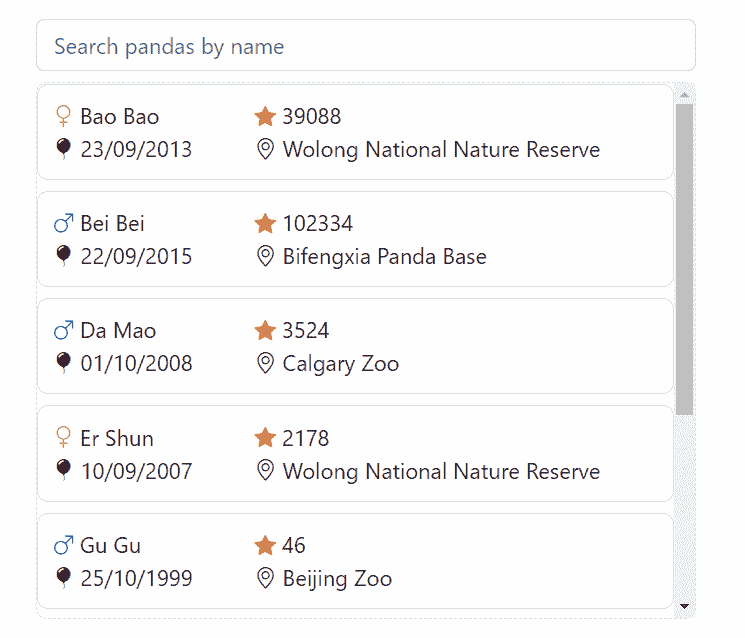 Search pandas by name
Bao Bao 39088
23/09/2013 Wolong National Nature Reserve
Bei Bei 102334
22/09/2015 Bifengxia Panda Base
Da Mao 3524
01/10/2008 Calgary Zoo
Er Shun 2178
10/09/2007 Wolong National Nature Reserve
Gu Gu 46
25/10/1999 Beijing Zoo